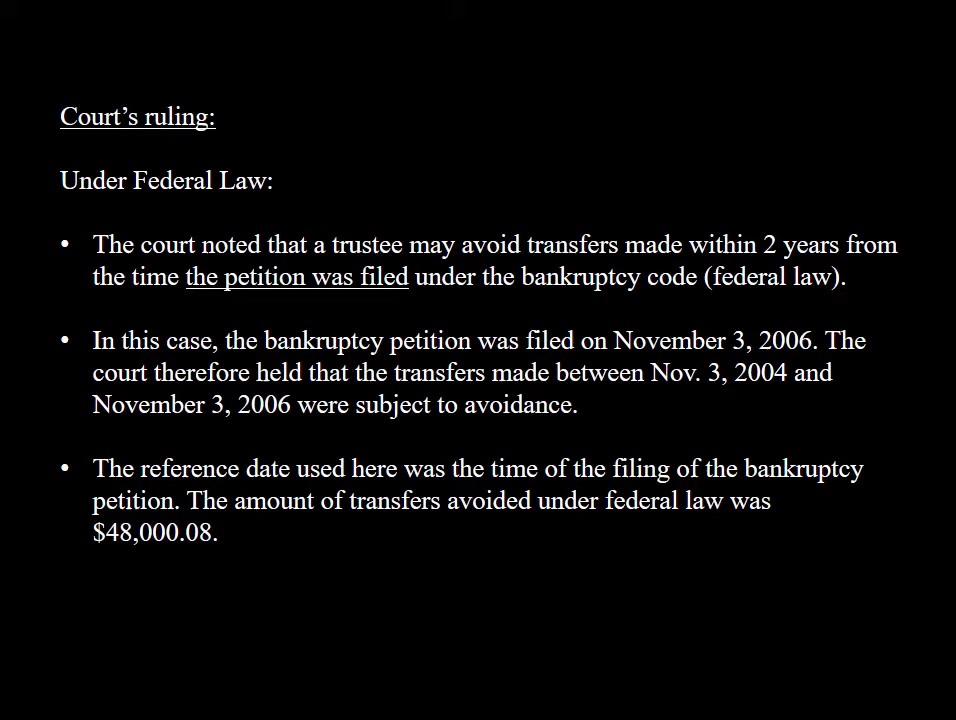 Court’s ruling:
Under Federal Law:
• The court noted that a trustee may avoid transfers made within 2 years from
the time the petition was filed under the bankruptcy code (federal law).
• In this case, the bankruptcy petition was filed on November 3, 2006. The
court therefore held that the transfers made between Nov. 3, 2004 and
November 3, 2006 were subject to avoidance.
• The reference date used here was the time of the filing of the bankruptcy
petition. The amount of transfers avoided under federal law was
$48,000.08.